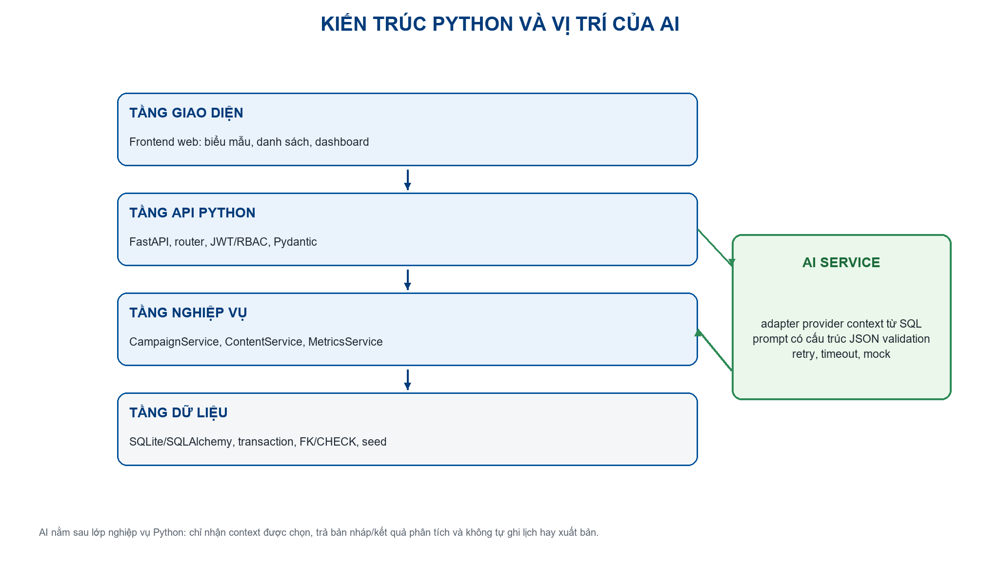 KIẾN TRÚC PYTHON VÀ VỊ TRÍ CỦA AI
TẦNG GIAO DIỆN
Frontend web: biểu mẫu, danh sách, dashboard
TẦNG API PYTHON
FastAPI, router, JWT/RBAC, Pydantic
AI SERVICE
adapter provider context từ SQL
prompt có cấu trúc JSON validation
retry, timeout, mock
TẦNG NGHIỆP VỤ
CampaignService, ContentService, MetricsService
TẦNG DỮ LIỆU
SQLite/SQLAlchemy, transaction, FK/CHECK, seed
AI nằm sau lớp nghiệp vụ Python: chỉ nhận context được chọn, trả bản nháp/kết quả phân tích và không tự ghi lịch hay xuất bản.